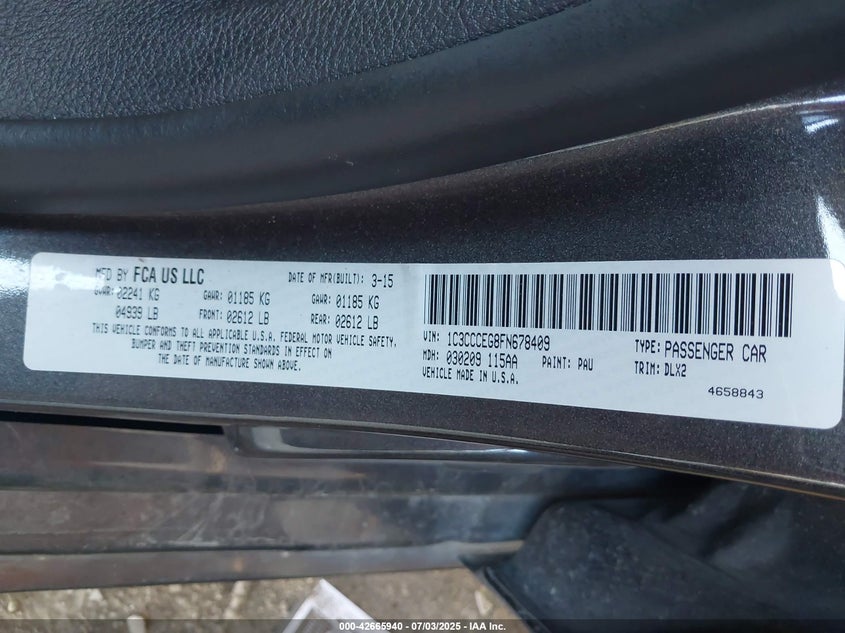 MFD BY FCA US LLC DATE OF MFR(BUILT): 3-15
GVWR: 02241 KG GAWR: 01185 KG GAWR: 01185 KG
04939 LB FRONT: 02612 LB REAR: 02612 LB
THIS VEHICLE CONFORMS TO ALL APPLICABLE U.S.A. FEDERAL MOTOR VEHICLE SAFETY,
BUMPER AND THEFT PREVENTION STANDARDS IN EFFECT ON
THE DATE OF MANUFACTURE SHOWN ABOVE.
VIN: 1C3CCCEG8FN678409 TYPE: PASSENGER CAR
MDH: 030209 115AA PAINT: PAU TRIM: DLX2
VEHICLE MADE IN U.S.A.
4658843
000-42665940 - 07/03/2025 - IAA Inc.